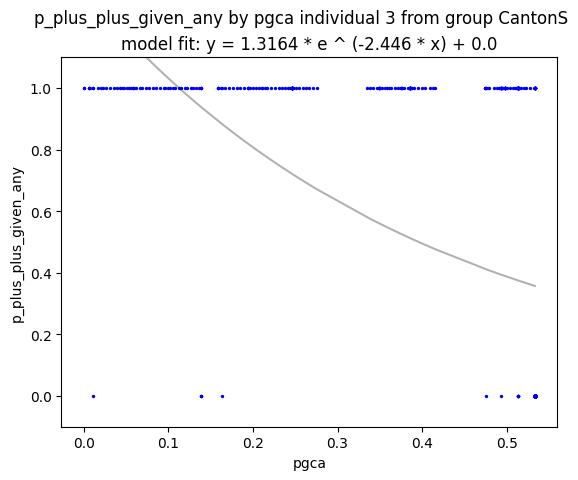 p_plus_plus_given_any by pgca individual 3 from group CantonS
model fit: y = 1.3164 * e ^ (-2.446 * x) + 0.0
1.0
0.8
0.6
0.4
0.2
0.0
p_plus_plus_given_any
0.0 0.1 0.2 0.3 0.4 0.5
pgca